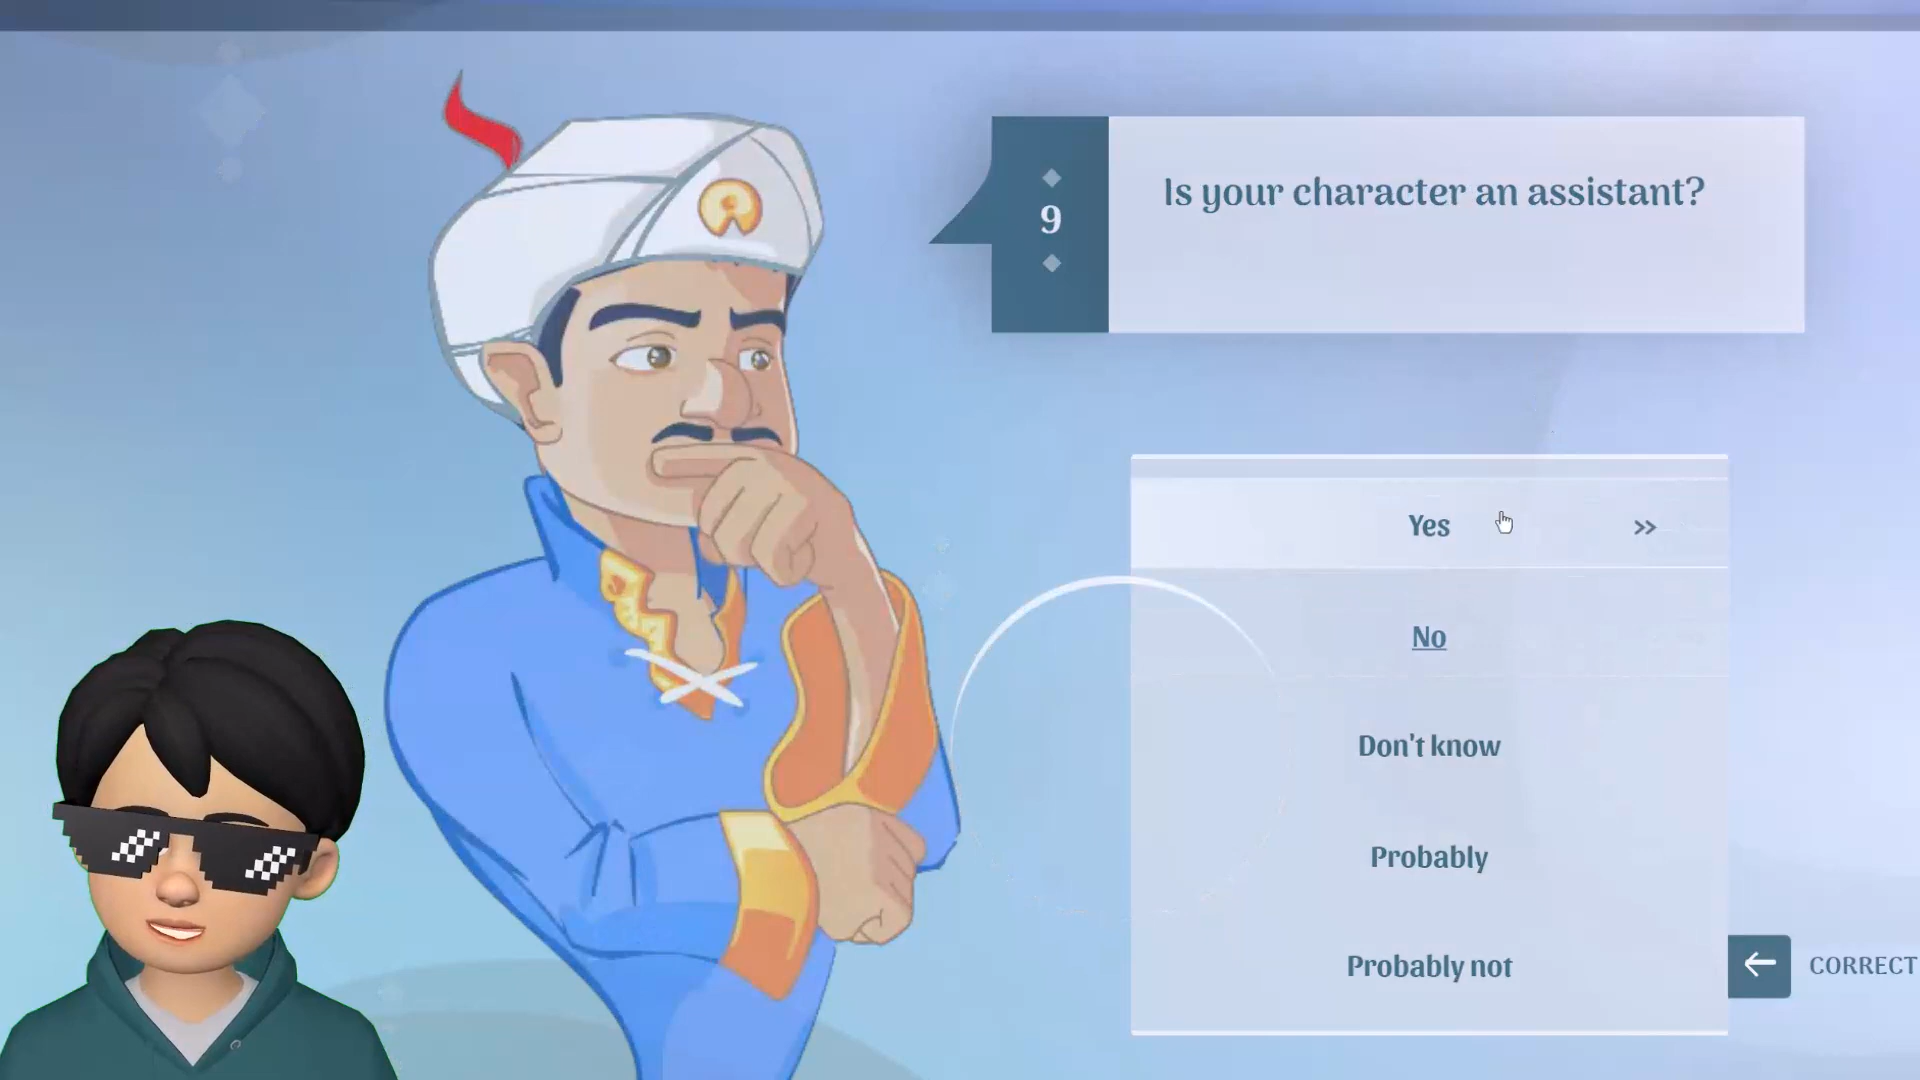 9
Is your character an assistant?
Yes
No
Don't know
Probably
Probably not
CORRECT